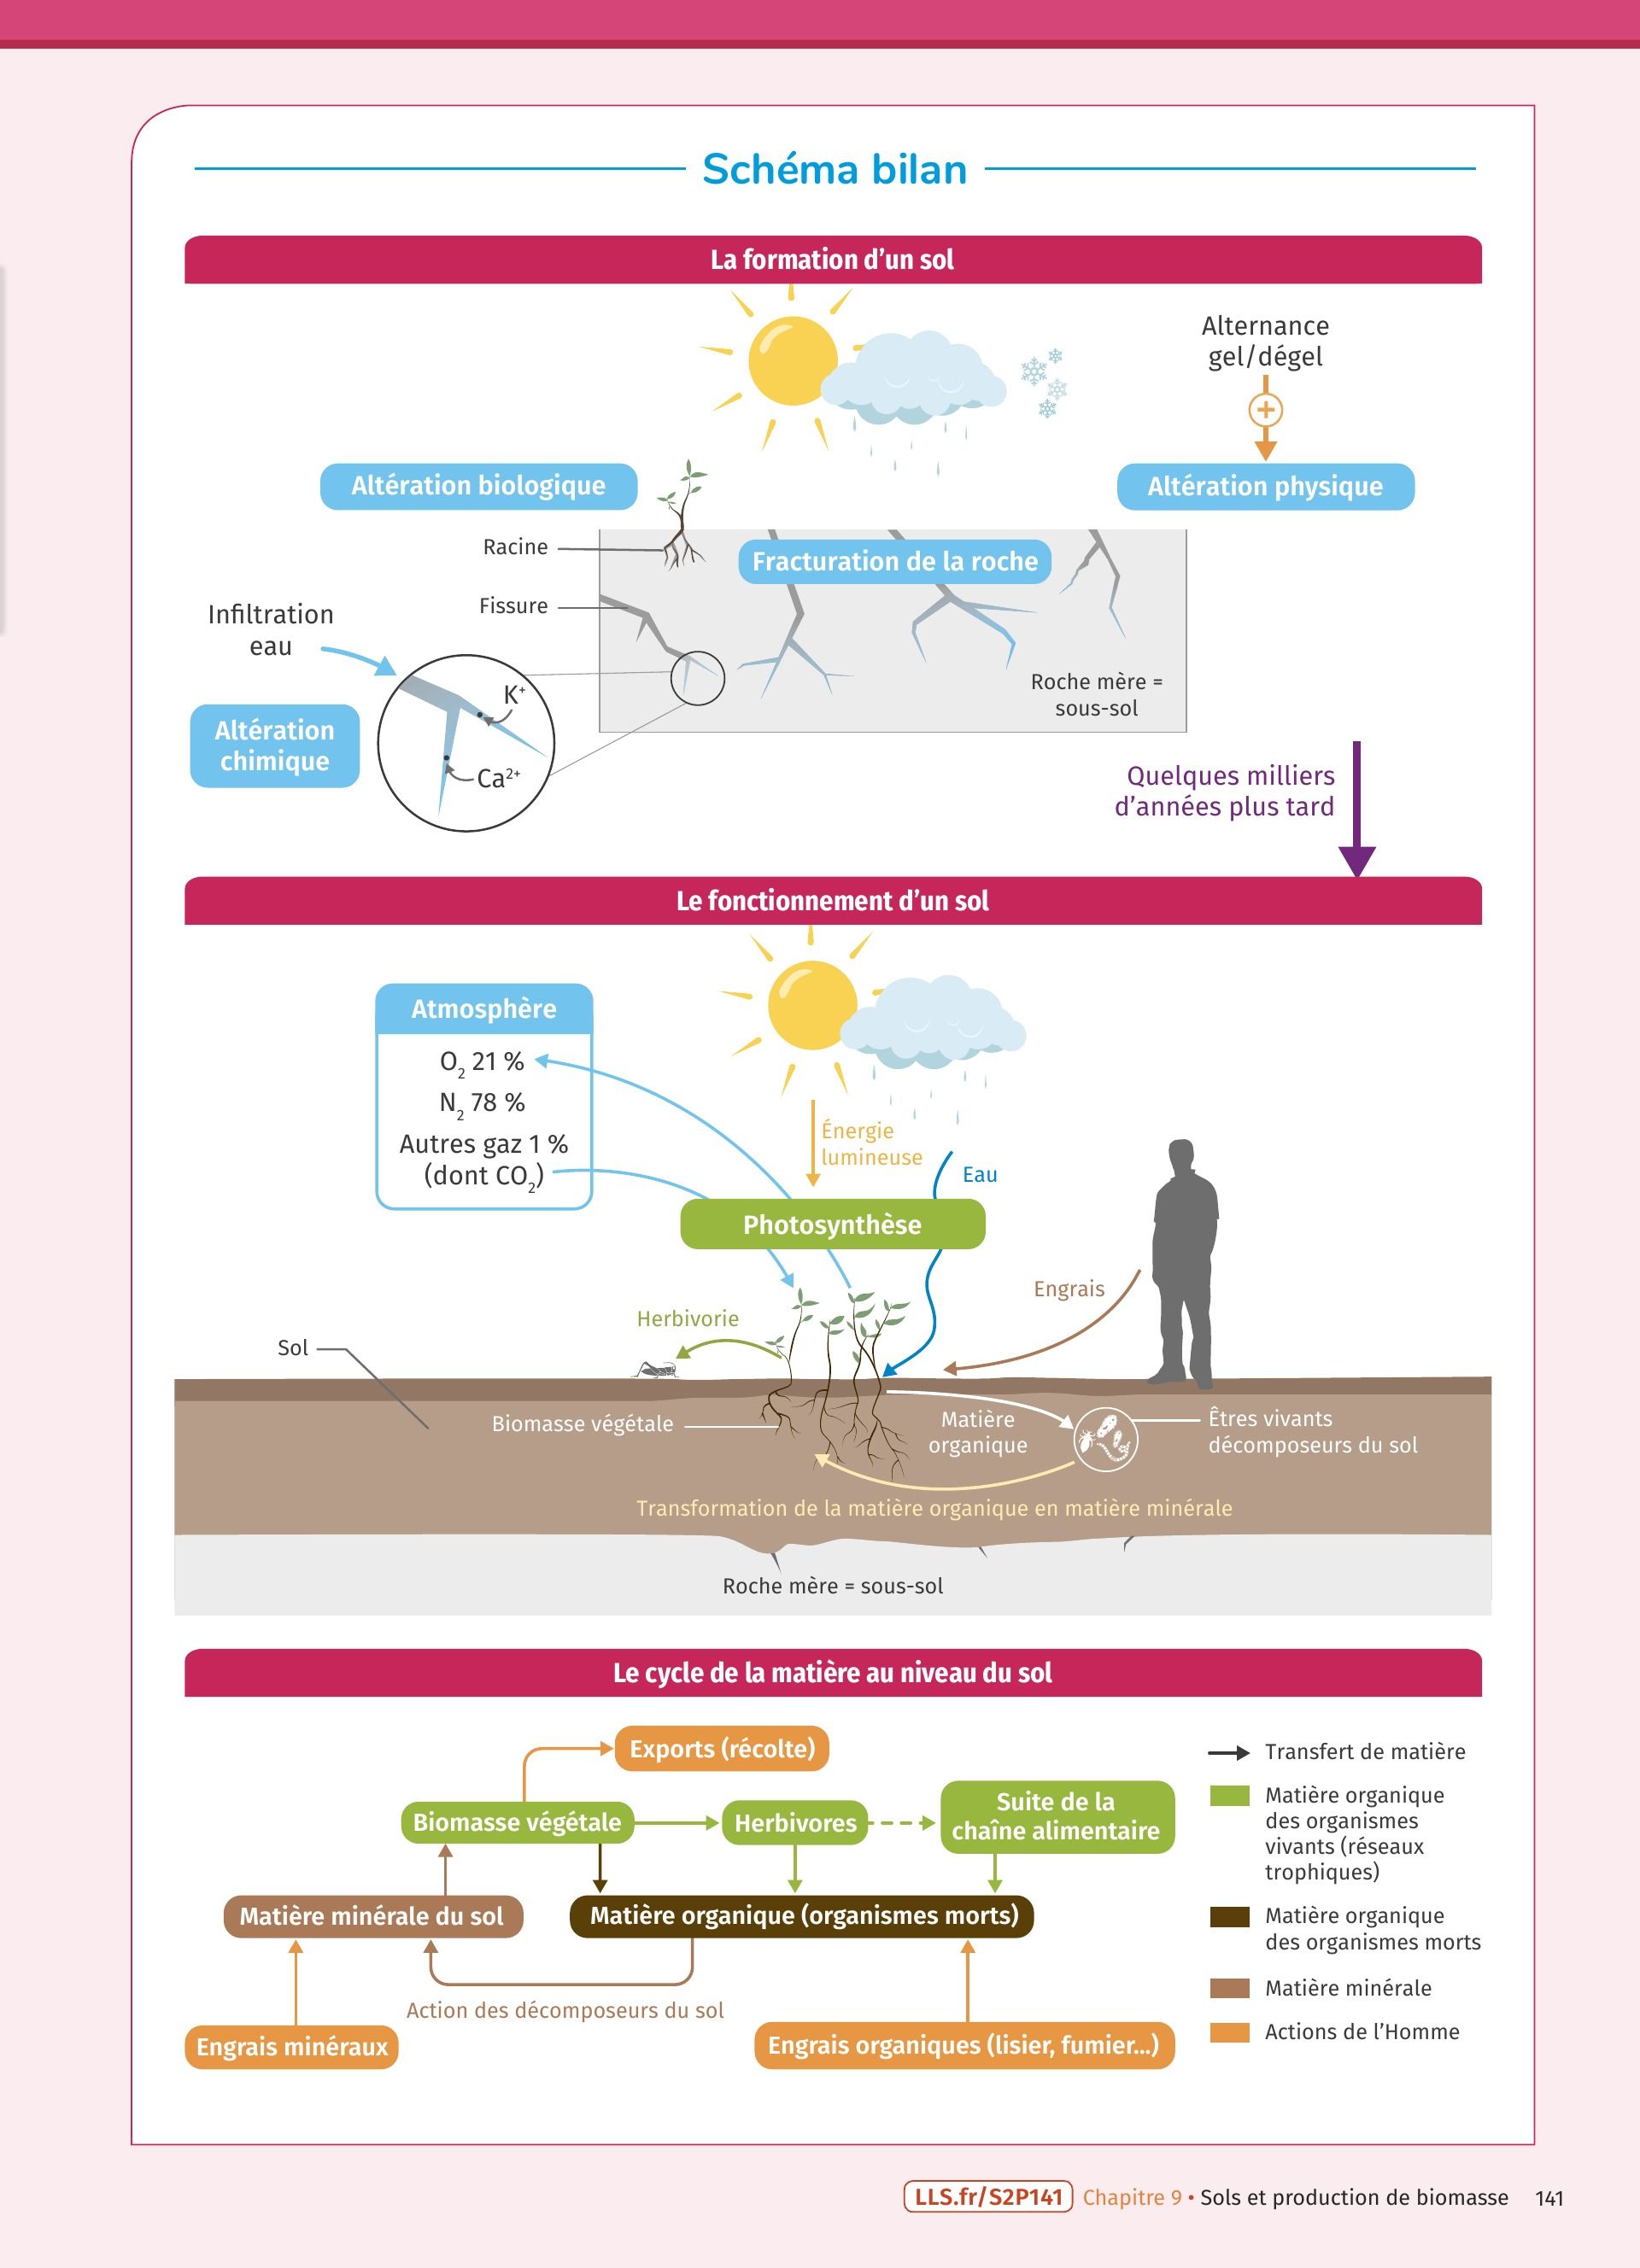 Schéma bilan
La formation d'un sol
Alternance
gel/dégel
+
Altération biologique
Altération physique
Racine
Fracturation de la roche
Fissure
Infiltration
eau
K⁺
Roche mère =
sous-sol
Altération
chimique
Ca²⁺
Quelques milliers
d'années plus tard
Le fonctionnement d'un sol
Atmosphère
O₂ 21 %
N₂ 78 %
Autres gaz 1 %
(dont CO₂)
Énergie
lumineuse
Eau
Photosynthèse
Engrais
Herbivorie
Sol
Biomasse végétale
Matière
organique
Êtres vivants
décomposeurs du sol
Transformation de la matière organique en matière minérale
Roche mère = sous-sol
Le cycle de la matière au niveau du sol
Exports (récolte)
Biomasse végétale
Herbivores
Suite de la
chaîne alimentaire
Matière minérale du sol
Matière organique (organismes morts)
Action des décomposeurs du sol
Engrais minéraux
Engrais organiques (lisier, fumier...)
Transfert de matière
Matière organique
des organismes
vivants (réseaux
trophiques)
Matière organique
des organismes morts
Matière minérale
Actions de l'Homme
LLS.fr/S2P141 Chapitre 9 • Sols et production de biomasse 141